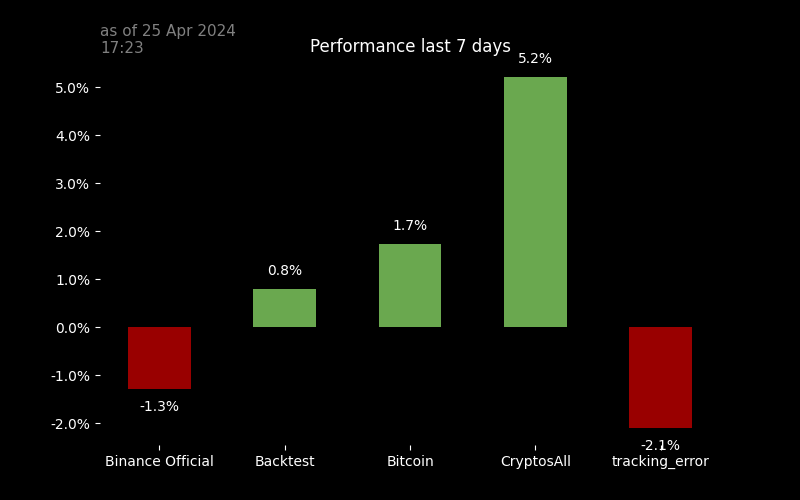 as of 25 Apr 2024
17:23
Performance last 7 days
5.2%
5.0%
4.0%
3.0%
2.0%
1.7%
1.0%
0.8%
0.0%
-1.0%
-1.3%
-2.0%
-2.1%
Binance Official
Backtest
Bitcoin
CryptosAll
tracking_error